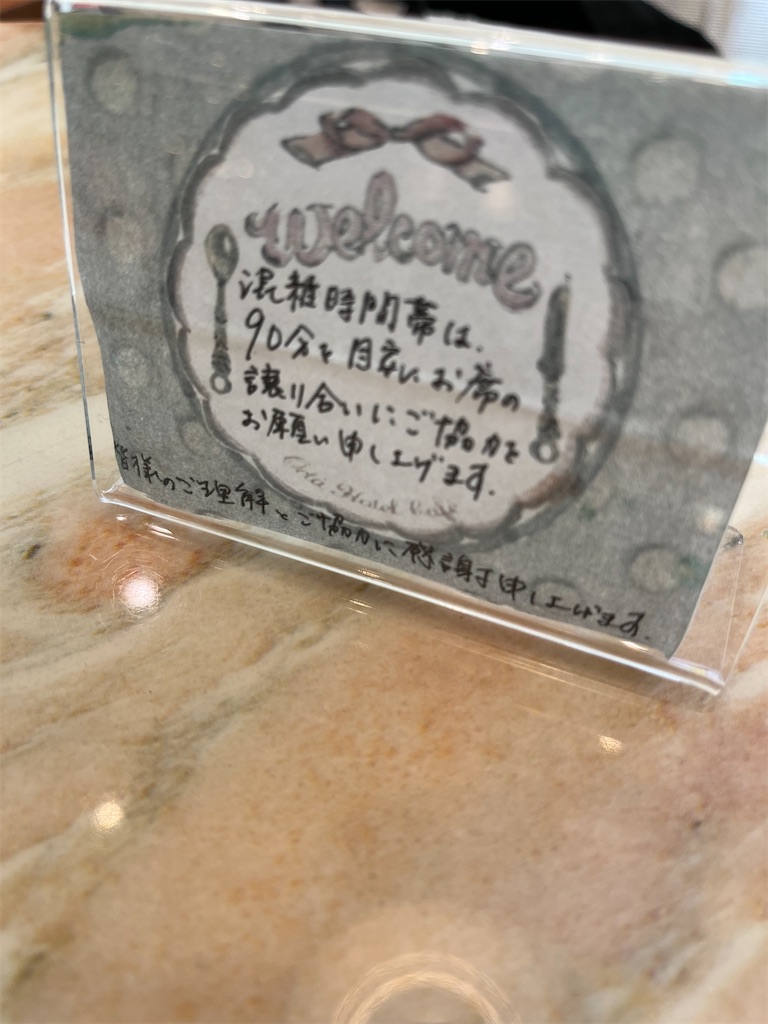 welcome
混雑時間帯は、
90分を目安にお席の
譲り合いにご協力を
お願い申し上げます。
Hotel
皆様のご理解とご協力に感謝申し上げます。